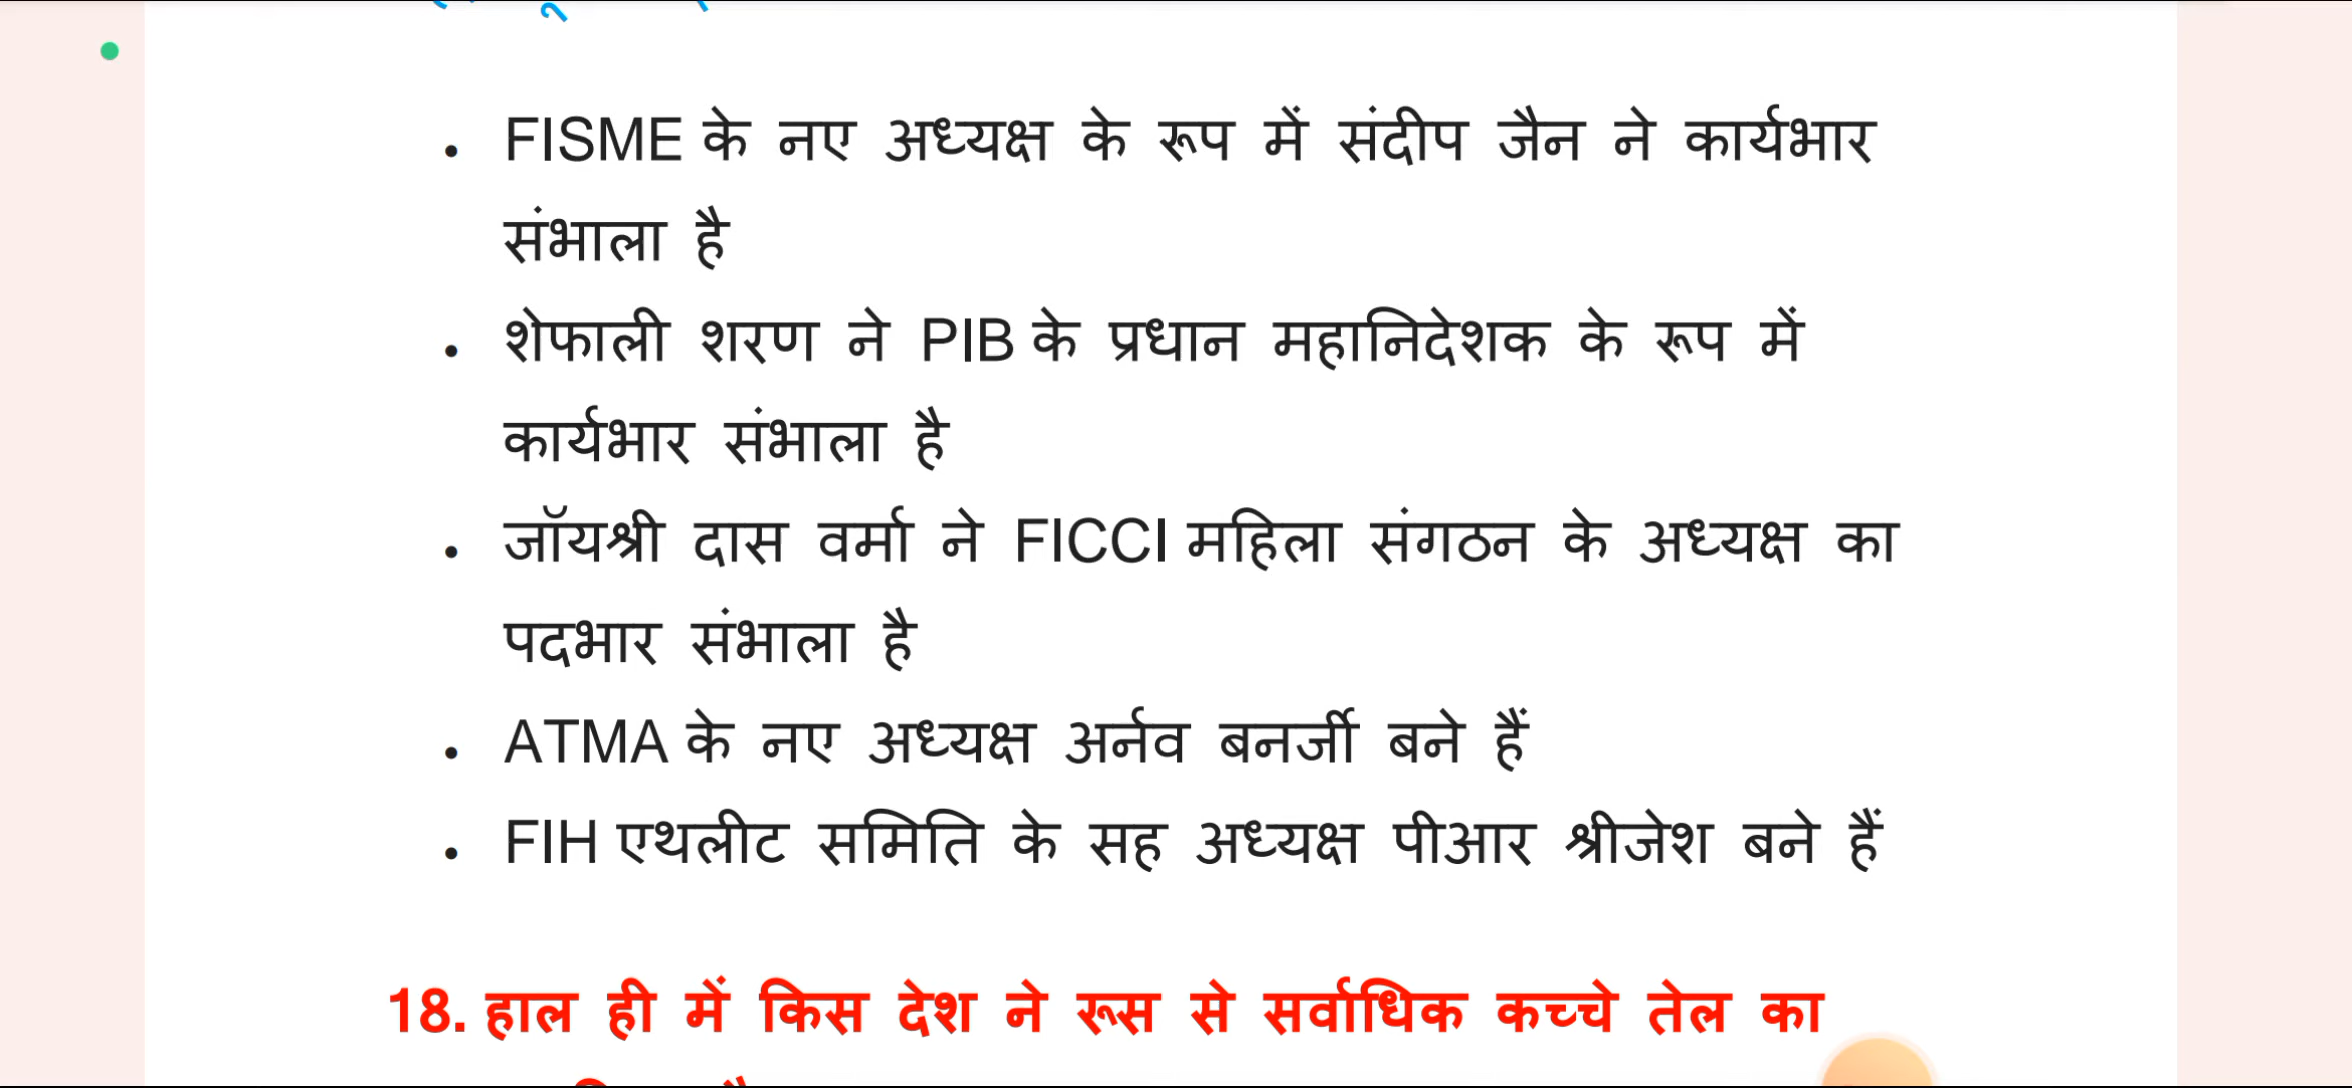 • FISME के नए अध्यक्ष के रूप में संदीप जैन ने कार्यभार
संभाला है
• शेफाली शरण ने PIB के प्रधान महानिदेशक के रूप में
कार्यभार संभाला है
• जॉयश्री दास वर्मा ने FICCI महिला संगठन के अध्यक्ष का
पदभार संभाला है
• ATMA के नए अध्यक्ष अर्नव बनर्जी बने हैं
• FIH एथलीट समिति के सह अध्यक्ष पीआर श्रीजेश बने हैं
18. हाल ही में किस देश ने रूस से सर्वाधिक कच्चे तेल का